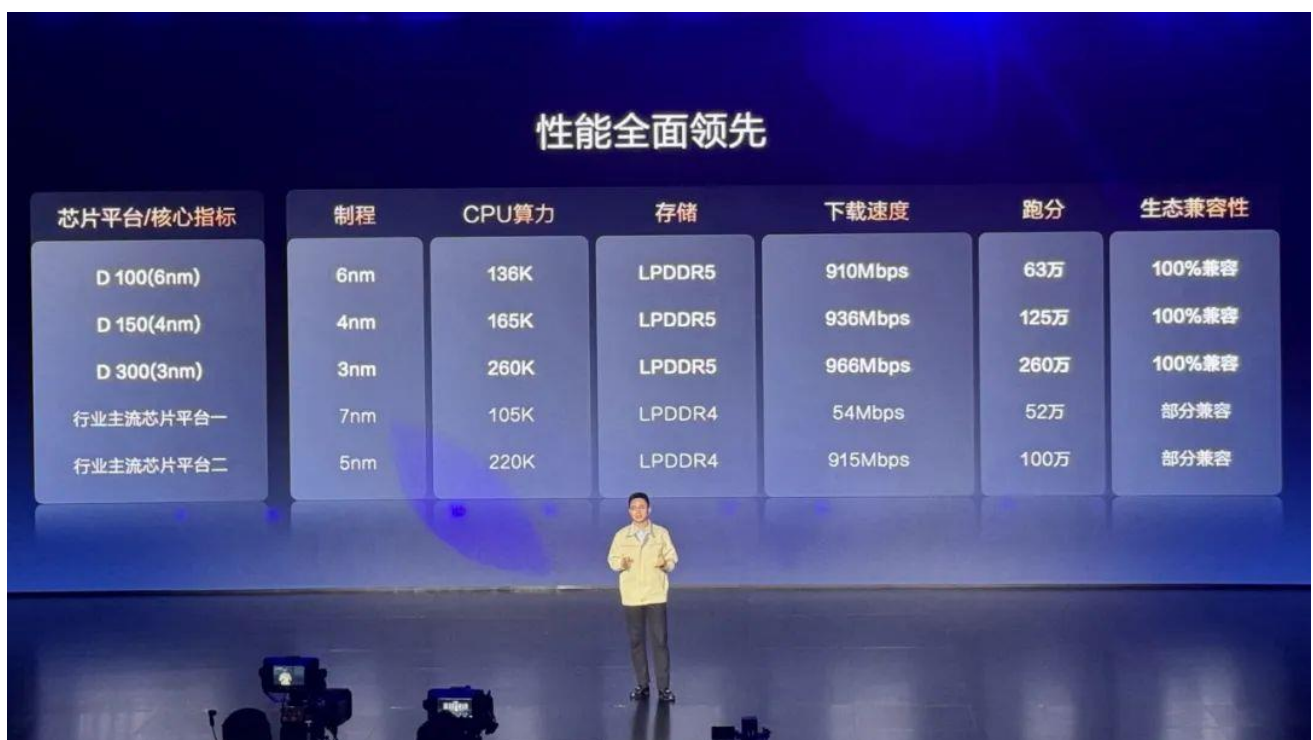 性能全面领先
芯片平台/核心指标 制程 CPU算力 存储 下载速度 跑分 生态兼容性
D 100(6nm) 6nm 136K LPDDR5 910Mbps 63万 100%兼容
D 150(4nm) 4nm 165K LPDDR5 936Mbps 125万 100%兼容
D 300(3nm) 3nm 260K LPDDR5 966Mbps 260万 100%兼容
行业主流芯片平台一 7nm 105K LPDDR4 54Mbps 52万 部分兼容
行业主流芯片平台二 5nm 220K LPDDR4 915Mbps 100万 部分兼容